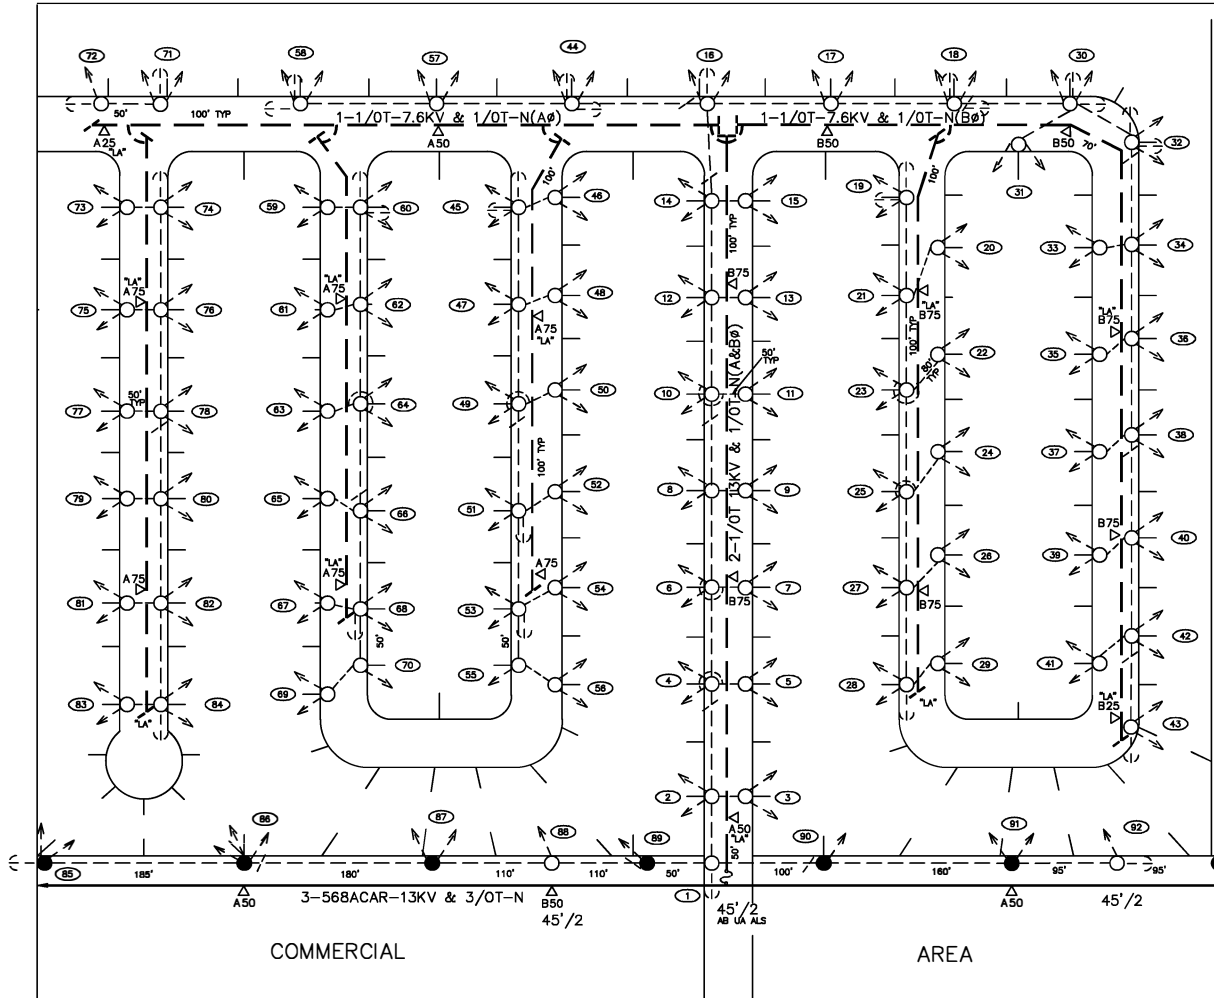 72 71 58 57 44 16 17 18 30
50' 100' TYP 1-1/0T-7.6KV & 1/0T-N(AØ) 1-1/0T-7.6KV & 1/0T-N(BØ)
A25 "LA" A50 B50 B50 70' 32
31
100' 100'
73 74 59 60 45 46 14 15 19
100' TYP
20 33 34
"LA" A75 "LA" A75 B75
75 76 61 62 47 48 12 13 21
A75 "LA" "LA" B75 "LA" B75
100' TYP
36
22 35
50' TYP 80' TYP
77 50' TYP 78 63 64 49 50 10 11 23
2-1/0T 13KV & 1/0T-N(A&BØ)
100' TYP
38
24 37
79 80 65 66 51 52 8 9 25
B75
40
26 39
A75 "LA" A75 A75
81 82 67 68 53 54 6 7 27
B75 B75
50' 50'
42
70 55 29 41
69 56 4 5 28
83 84 "LA" "LA" "LA" B25 43
2 3
A50 "LA"
50'
86 87 88 89 90 91 92
85 185' 180' 110' 110' 50' 100' 160' 95' 95'
1
A50 3-568ACAR-13KV & 3/0T-N B50 A50
45'/2 45'/2 45'/2
AB UA ALS
COMMERCIAL AREA